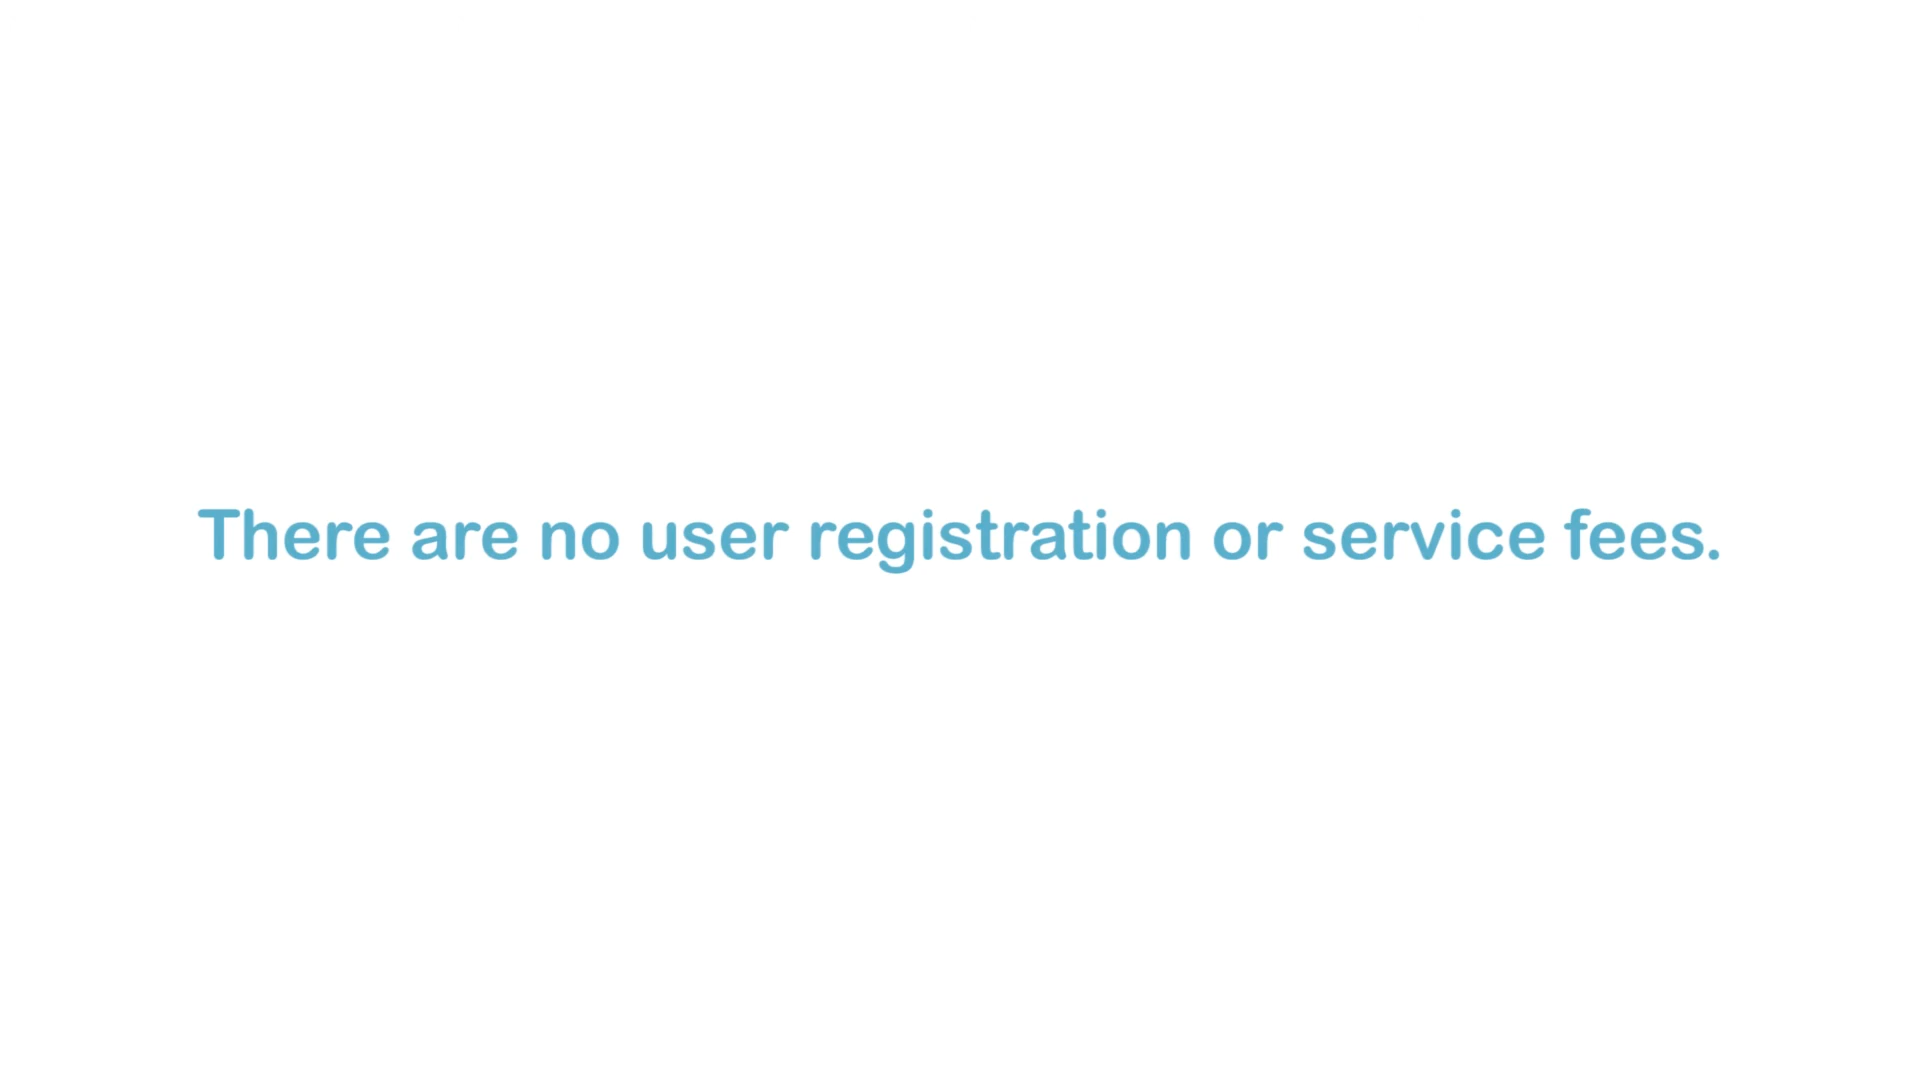 There are no user registration or service fees.